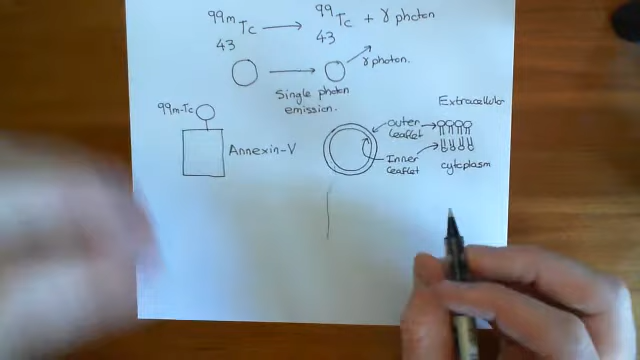 99m Tc → 99 Tc + γ photon
43 43
γ photon.
Single photon
emission.
99m-Tc
Annexin-V
outer
leaflet
Inner
leaflet
Extracellular
cytoplasm